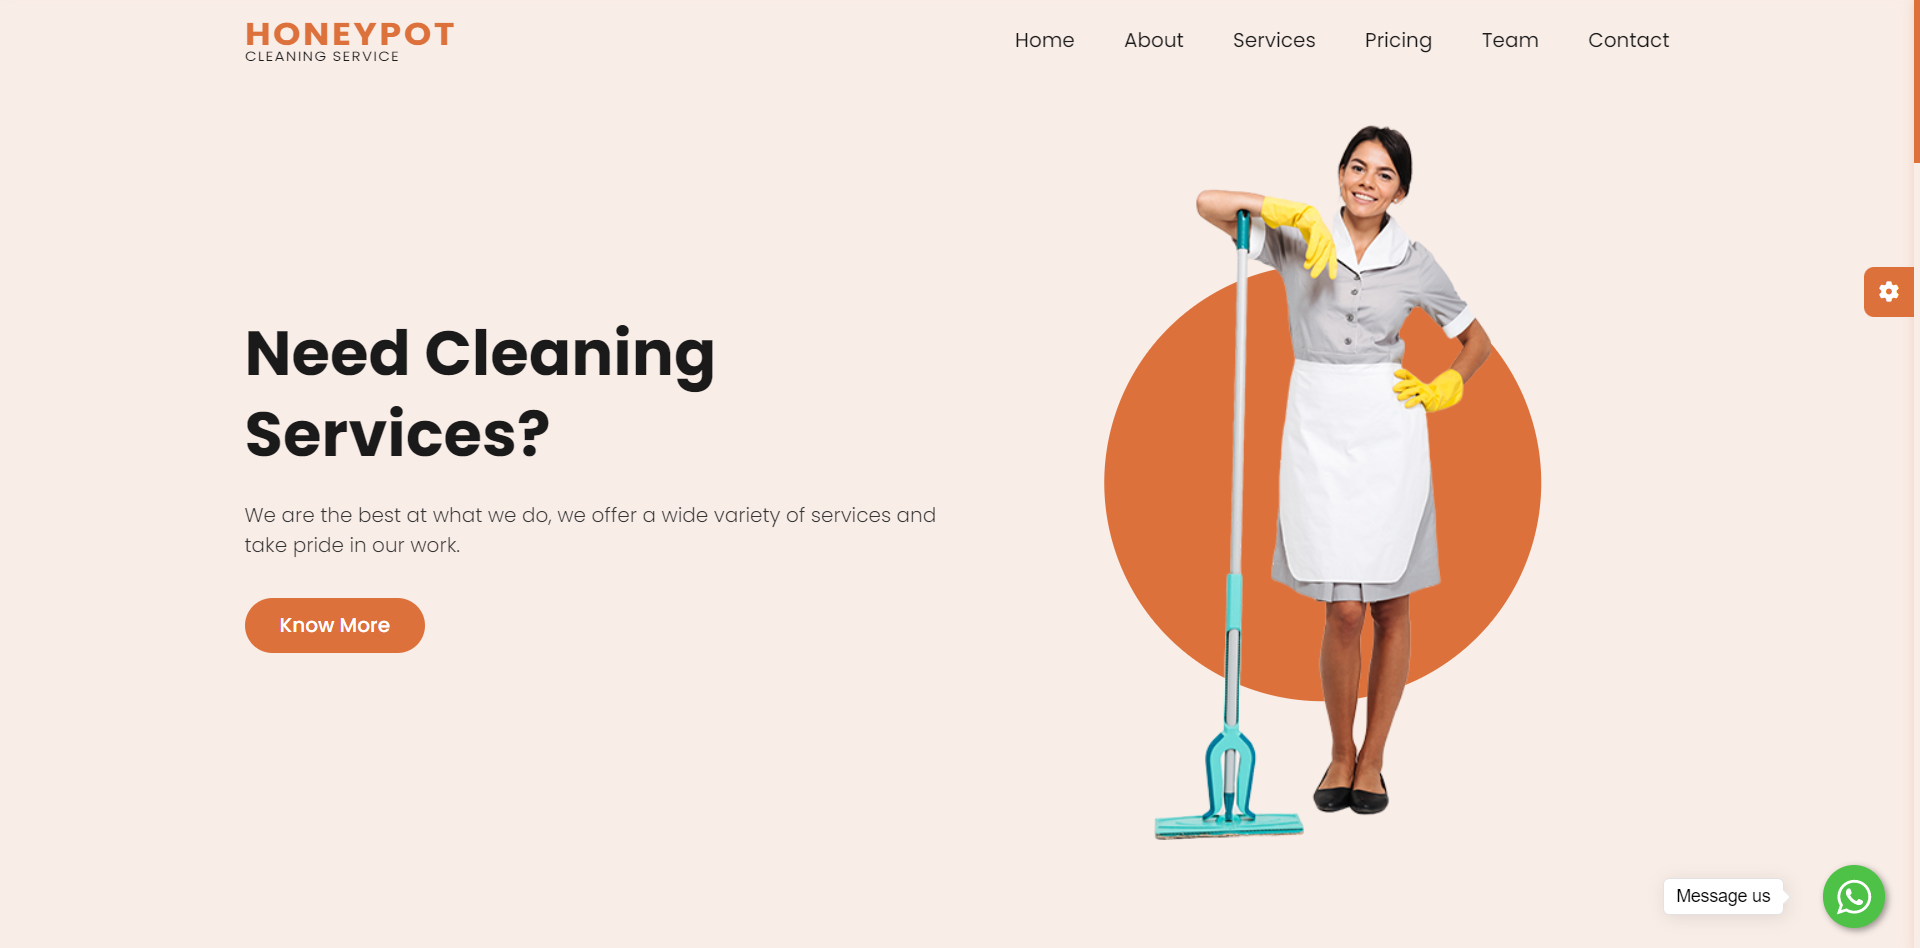 HONEYPOT
CLEANING SERVICE
Home About Services Pricing Team Contact
Need Cleaning
Services?
We are the best at what we do, we offer a wide variety of services and
take pride in our work.
Know More
Message us